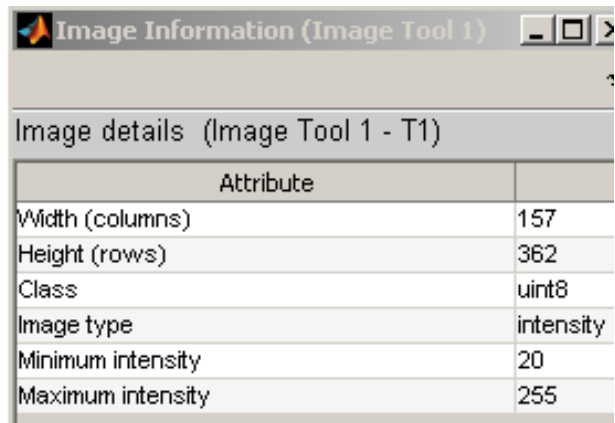 Image Information (Image Tool 1)
Image details (Image Tool 1 - T1)
Attribute
Width (columns) 157
Height (rows) 362
Class uint8
Image type intensity
Minimum intensity 20
Maximum intensity 255